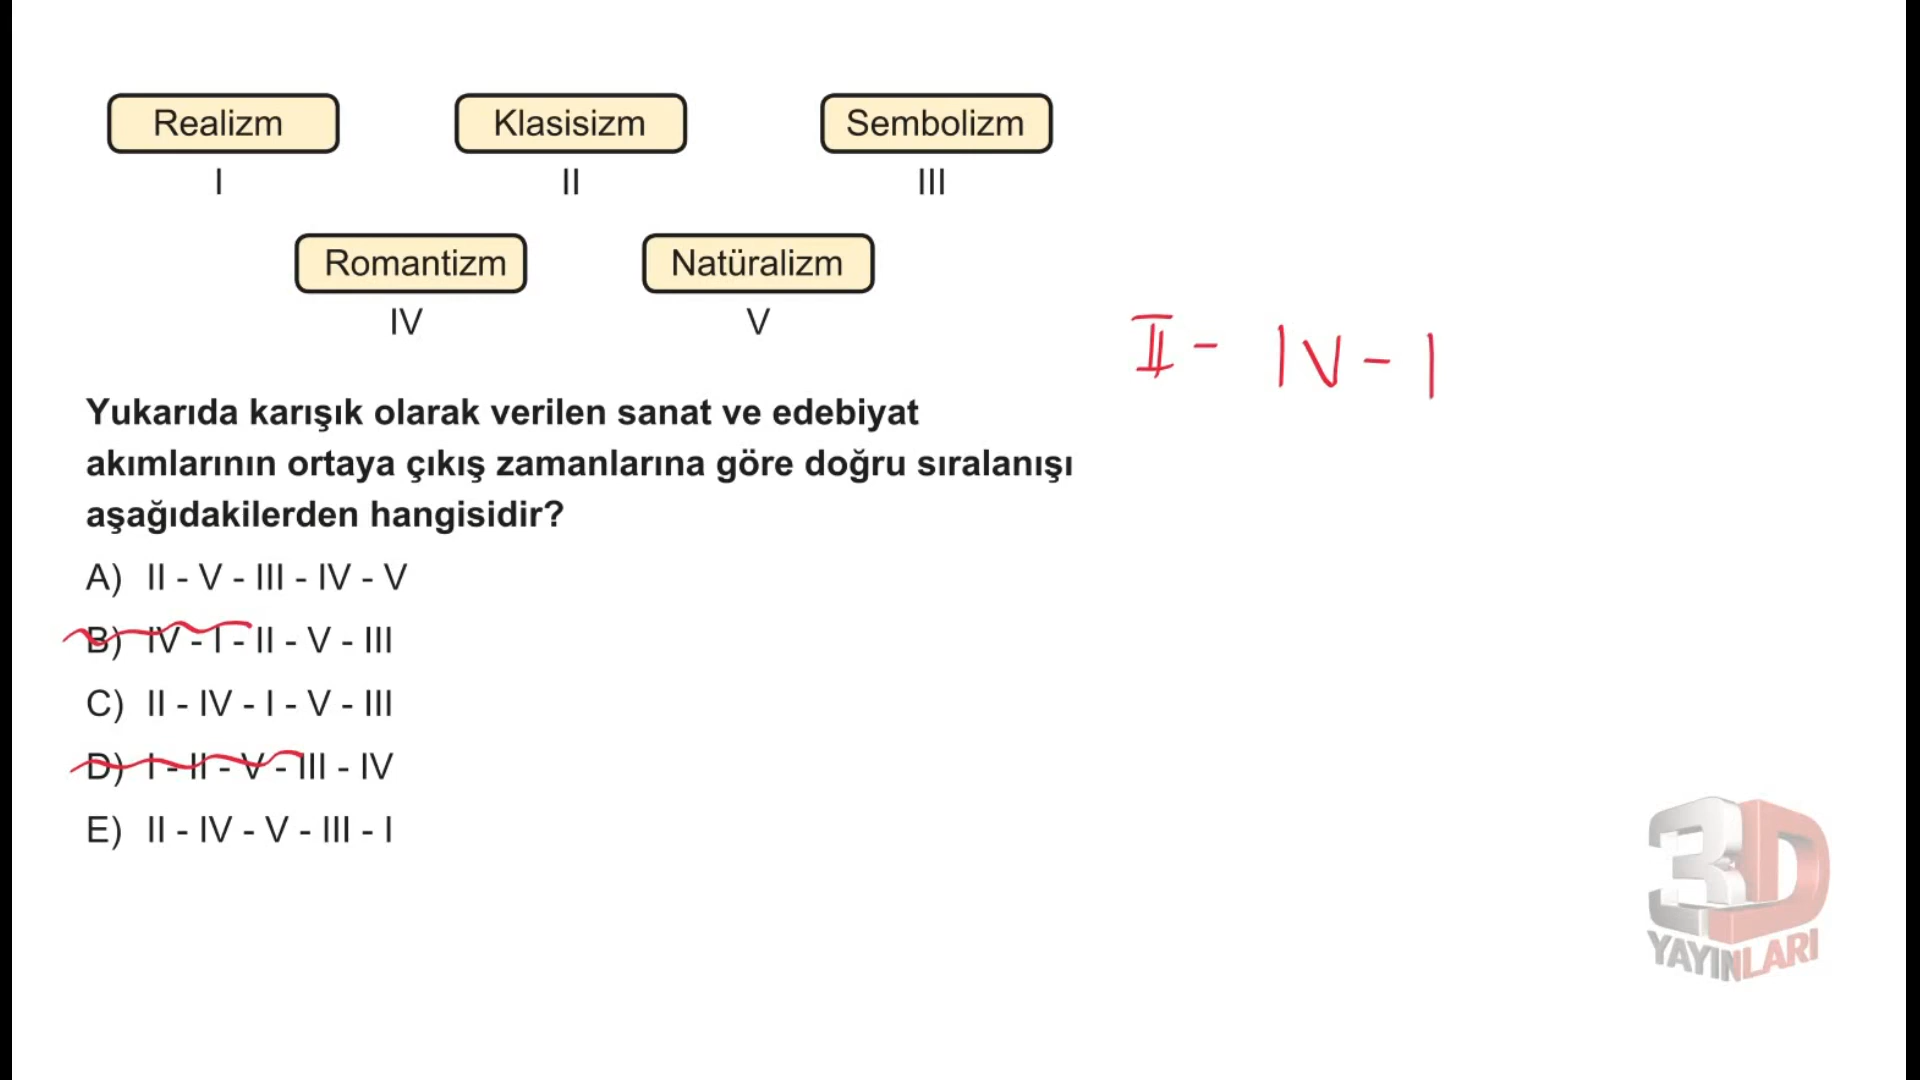 Realizm Klasisizm Sembolizm
I II III
Romantizm Natüralizm
IV V
II - IV - I
Yukarıda karışık olarak verilen sanat ve edebiyat
akımlarının ortaya çıkış zamanlarına göre doğru sıralanışı
aşağıdakilerden hangisidir?
A) II - V - III - IV - V
B) IV - I - II - V - III
C) II - IV - I - V - III
D) I - II - V - III - IV
E) II - IV - V - III - I
3D
YAYINLARI